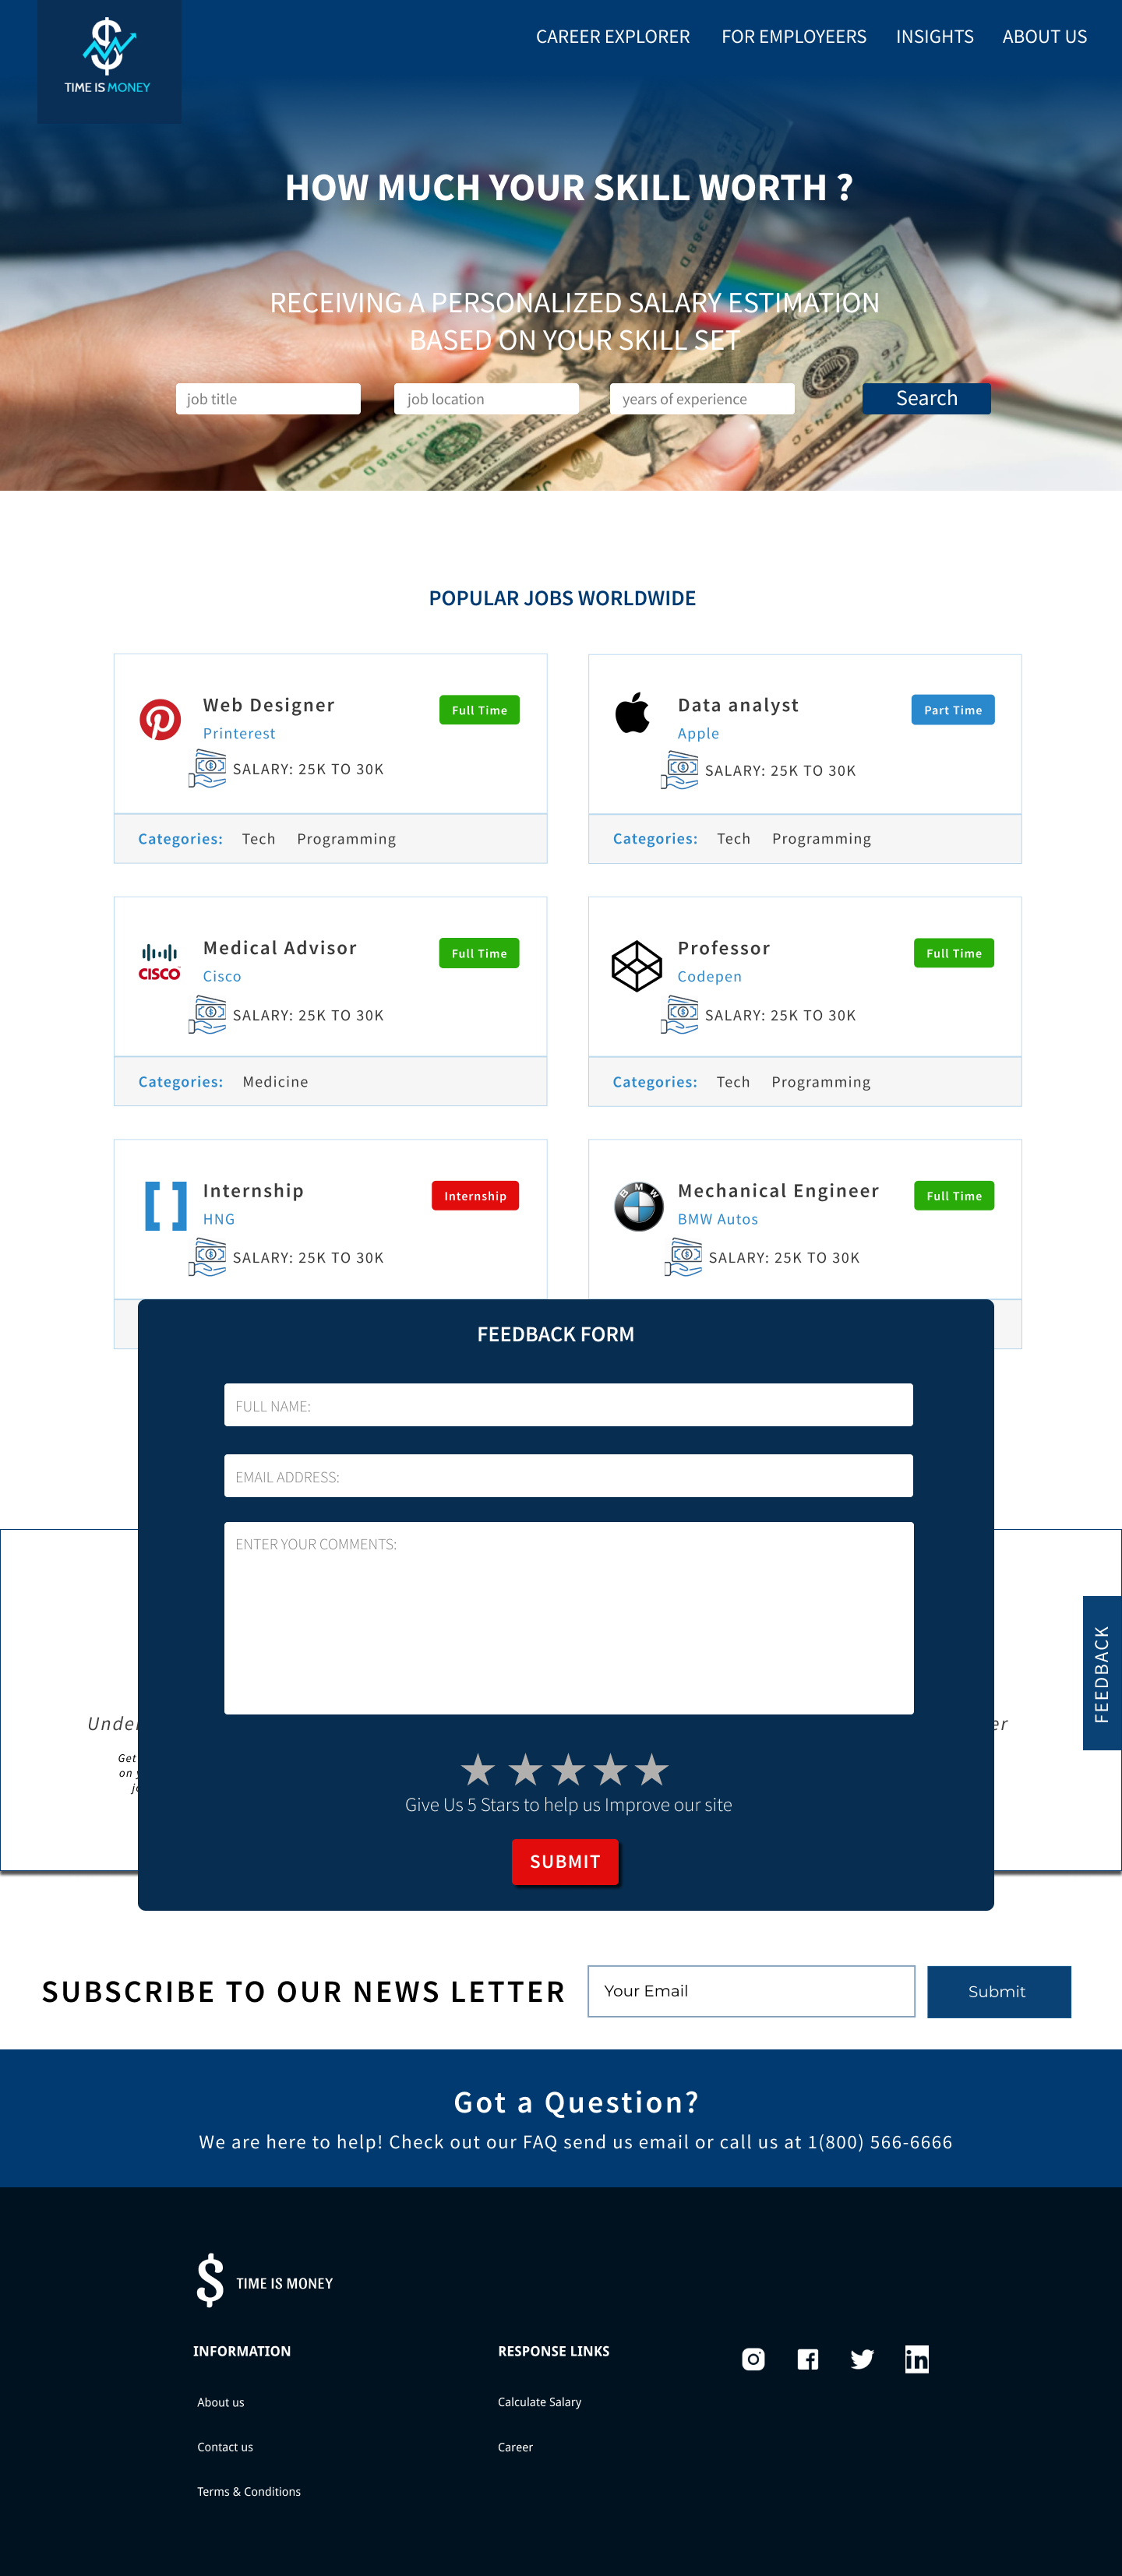 TIME IS MONEY
CAREER EXPLORER FOR EMPLOYEERS INSIGHTS ABOUT US
HOW MUCH YOUR SKILL WORTH ?
RECEIVING A PERSONALIZED SALARY ESTIMATION
BASED ON YOUR SKILL SET
job title job location years of experience Search
POPULAR JOBS WORLDWIDE
Web Designer Full Time
Printerest
SALARY: 25K TO 30K
Categories: Tech Programming
Data analyst Part Time
Apple
SALARY: 25K TO 30K
Categories: Tech Programming
Medical Advisor Full Time
CISCO
Cisco
SALARY: 25K TO 30K
Categories: Medicine
Professor Full Time
Codepen
SALARY: 25K TO 30K
Categories: Tech Programming
Internship Internship
HNG
SALARY: 25K TO 30K
BMW
Mechanical Engineer Full Time
BMW Autos
SALARY: 25K TO 30K
FEEDBACK FORM
FULL NAME:
EMAIL ADDRESS:
ENTER YOUR COMMENTS:
FEEDBACK
Get
on
Give Us 5 Stars to help us Improve our site
SUBMIT
SUBSCRIBE TO OUR NEWS LETTER Your Email Submit
Got a Question?
We are here to help! Check out our FAQ send us email or call us at 1(800) 566-6666
$ TIME IS MONEY
INFORMATION
About us
Contact us
Terms & Conditions
RESPONSE LINKS
Calculate Salary
Career
in